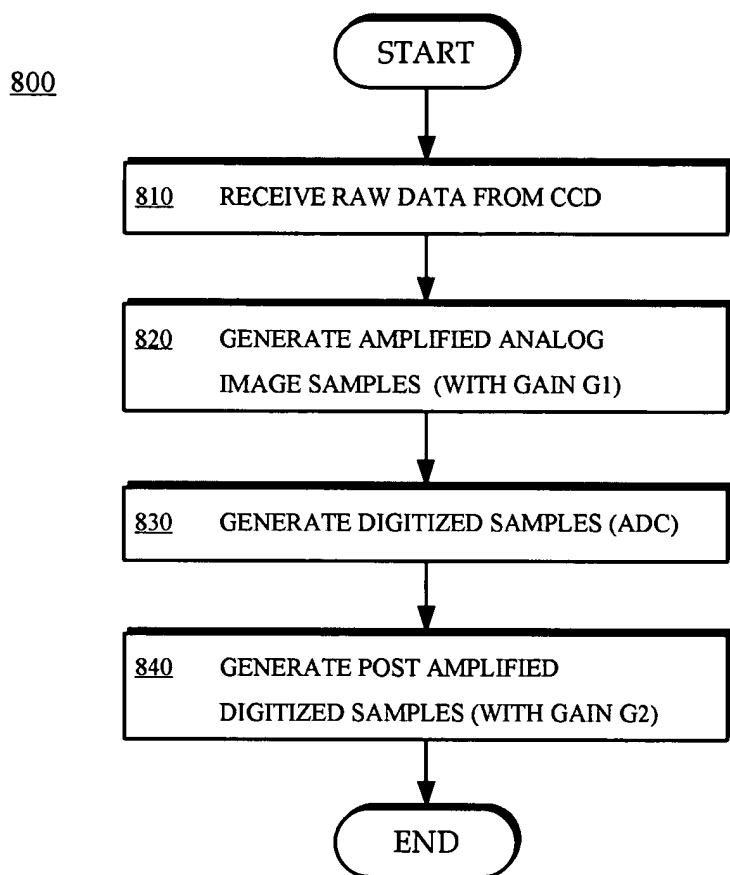 START
800
810 RECEIVE RAW DATA FROM CCD
820 GENERATE AMPLIFIED ANALOG
IMAGE SAMPLES (WITH GAIN G1)
830 GENERATE DIGITIZED SAMPLES (ADC)
840 GENERATE POST AMPLIFIED
DIGITIZED SAMPLES (WITH GAIN G2)
END